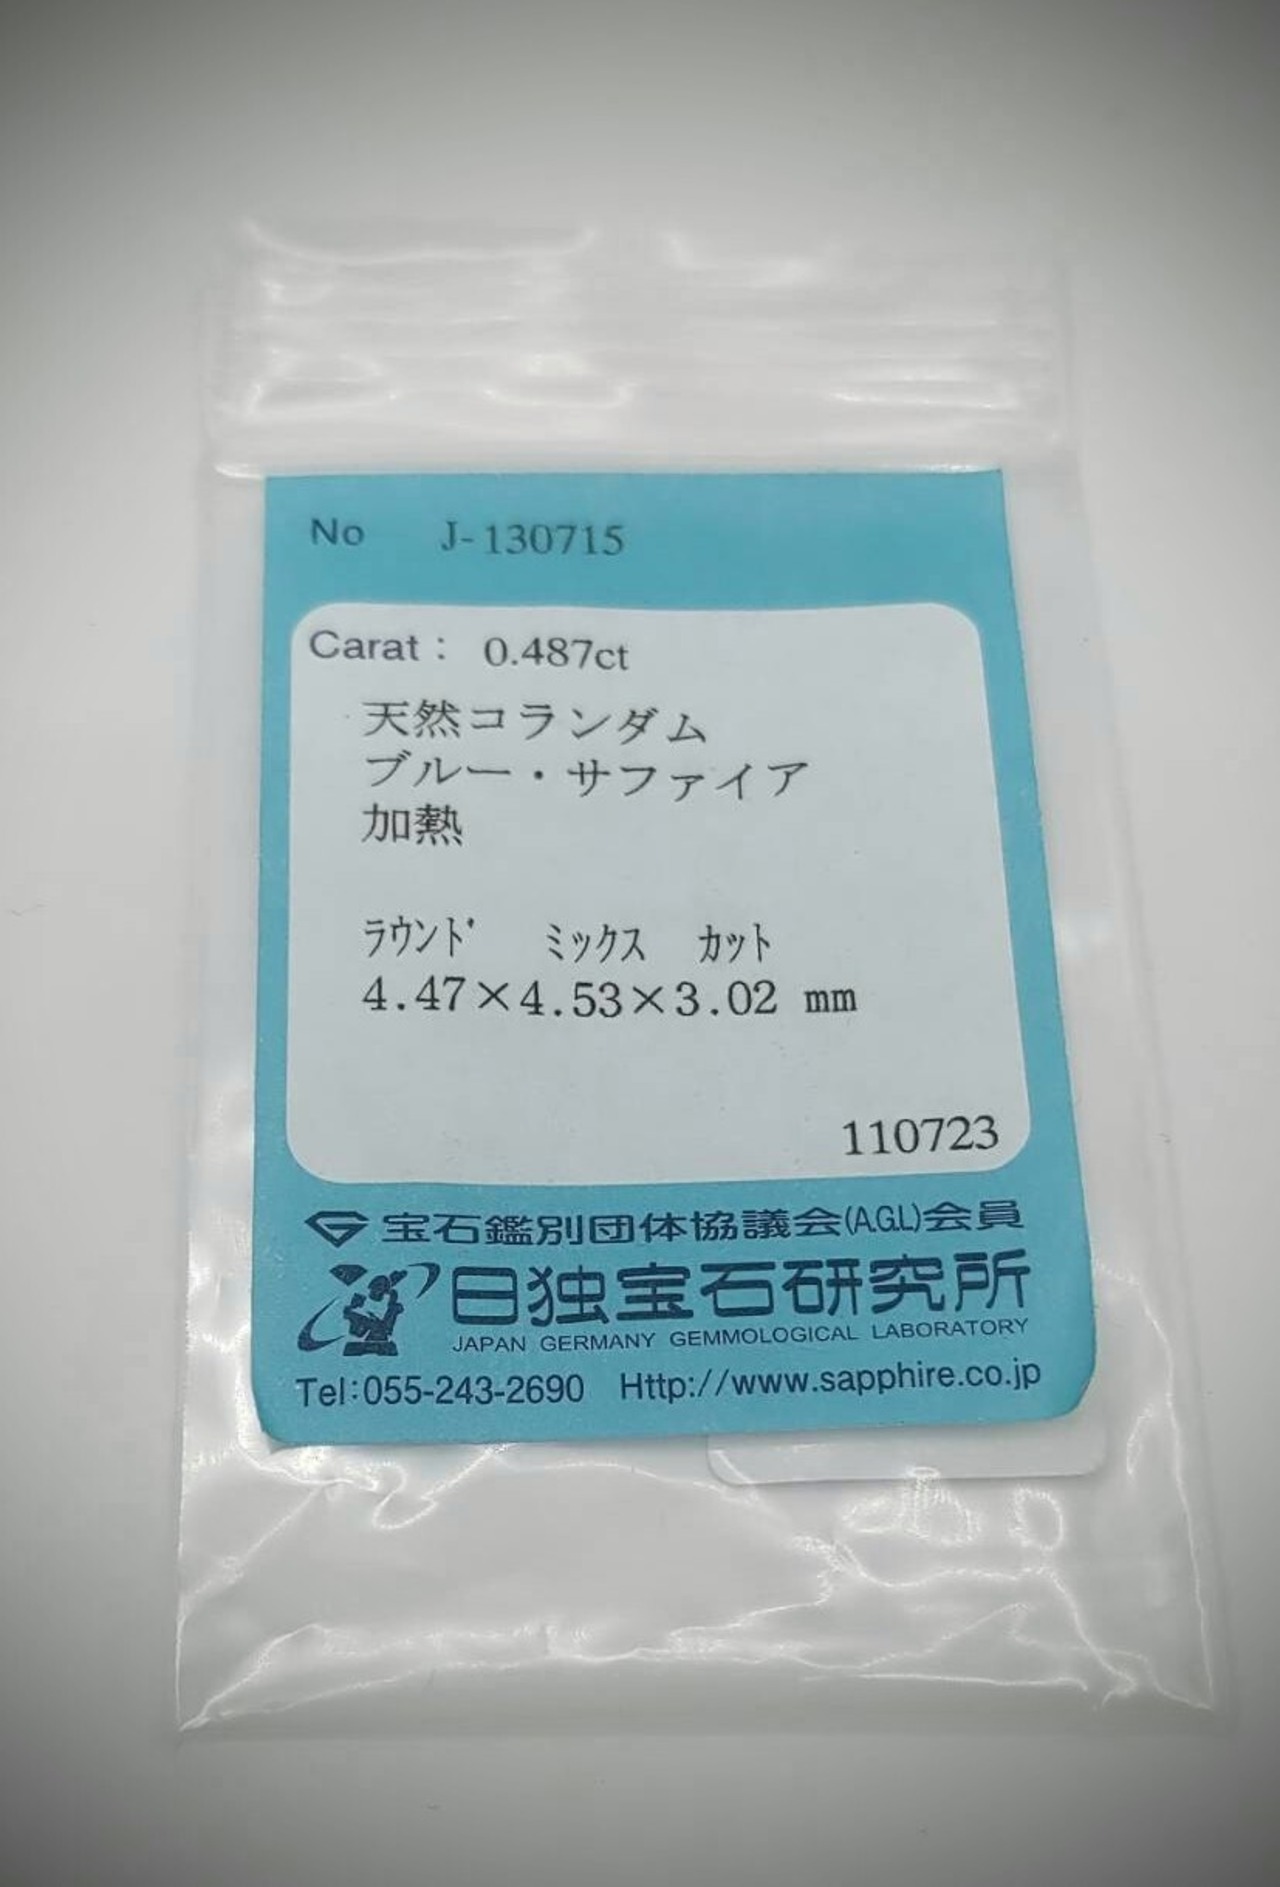 No J-130715
Carat： 0.487ct
天然コランダム
ブルー・サファイア
加熱
ﾗｳﾝﾄﾞ ﾐｯｸｽ ｶｯﾄ
4.47×4.53×3.02 mm
110723
宝石鑑別団体協議会(A.G.L)会員
日独宝石研究所
JAPAN GERMANY GEMMOLOGICAL LABORATORY
Tel:055-243-2690 Http://www.sapphire.co.jp